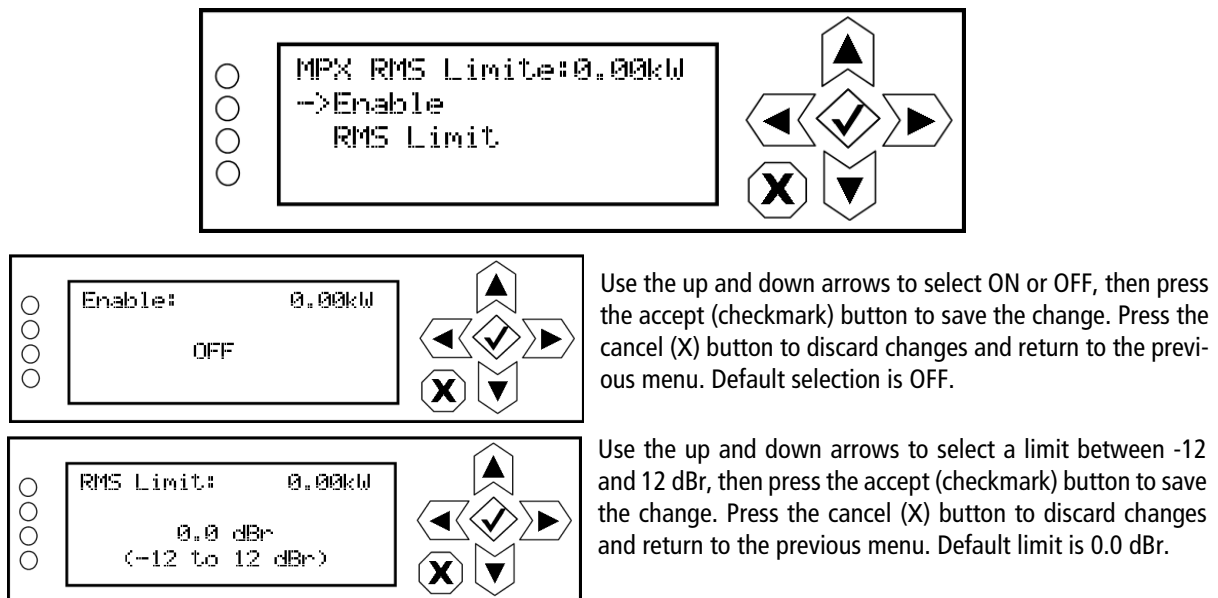 MPX RMS Limite:0.00kW
->Enable
RMS Limit
Enable: 0.00kW
OFF
Use the up and down arrows to select ON or OFF, then press
the accept (checkmark) button to save the change. Press the
cancel (X) button to discard changes and return to the previ-
ous menu. Default selection is OFF.
RMS Limit: 0.00kW
0.0 dBr
(-12 to 12 dBr)
Use the up and down arrows to select a limit between -12
and 12 dBr, then press the accept (checkmark) button to save
the change. Press the cancel (X) button to discard changes
and return to the previous menu. Default limit is 0.0 dBr.